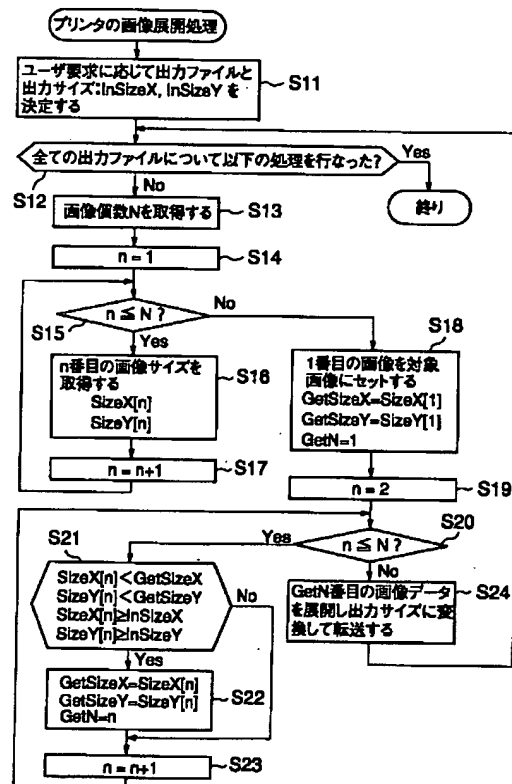 プリンタの画像展開処理
ユーザ要求に応じて出力ファイルと
出力サイズ:InSizeX, InSizeY を
決定する
S11
全ての出力ファイルについて以下の処理を行なった?
Yes
S12
No
終り
画像個数Nを取得する
S13
n = 1
S14
n ≦ N ?
No
S15
Yes
S18
n番目の画像サイズを
取得する
SizeX[n]
SizeY[n]
S16
1番目の画像を対象
画像にセットする
GetSizeX=SizeX[1]
GetSizeY=SizeY[1]
GetN=1
n = n+1
S17
n = 2
S19
S20
S21
Yes
n ≦ N ?
No
SizeX[n]<GetSizeX
SizeY[n]<GetSizeY
SizeX[n]≥InSizeX
SizeY[n]≥InSizeY
No
GetN番目の画像データ
を展開し出力サイズに変
換して転送する
S24
Yes
GetSizeX=SizeX[n]
GetSizeY=SizeY[n]
GetN=n
S22
n = n+1
S23